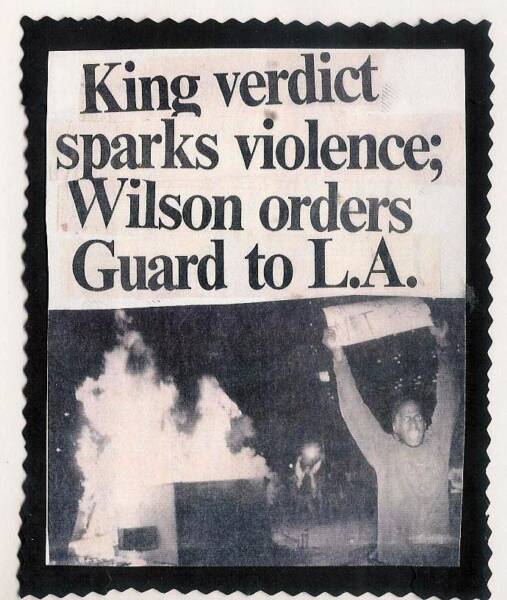 King verdict
sparks violence;
Wilson orders
Guard to L.A.